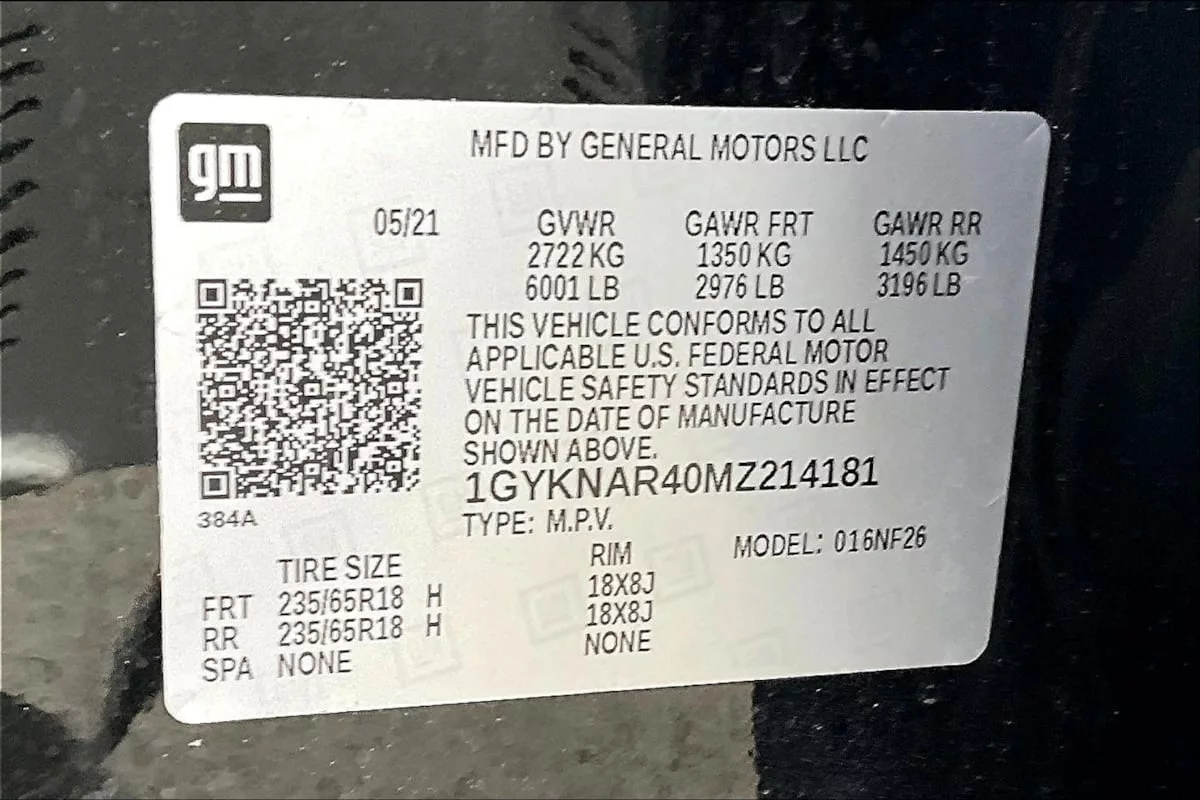 gm
MFD BY GENERAL MOTORS LLC
05/21 GVWR GAWR FRT GAWR RR
2722 KG 1350 KG 1450 KG
6001 LB 2976 LB 3196 LB
THIS VEHICLE CONFORMS TO ALL
APPLICABLE U.S. FEDERAL MOTOR
VEHICLE SAFETY STANDARDS IN EFFECT
ON THE DATE OF MANUFACTURE
SHOWN ABOVE.
1GYKNAR40MZ214181
384A
TYPE: M.P.V.
MODEL: 016NF26
TIRE SIZE RIM
FRT 235/65R18 H 18X8J
RR 235/65R18 H 18X8J
SPA NONE NONE